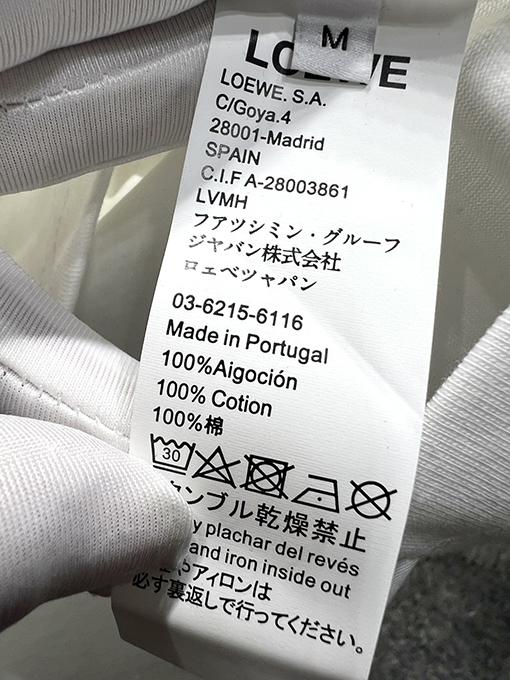 M
LOEWE
LOEWE. S.A.
C/Goya.4
28001-Madrid
SPAIN
C.I.F A-28003861
LVMH
フアツシミン・グルーフ
ジヤバン株式会社
ロェベツャパン
03-6215-6116
Made in Portugal
100%Aigoción
100% Cotion
100%棉
30
ンブル乾燥禁止
y plachar del revés
and iron inside out
アィロンは
必ず裏返しで行ってください。